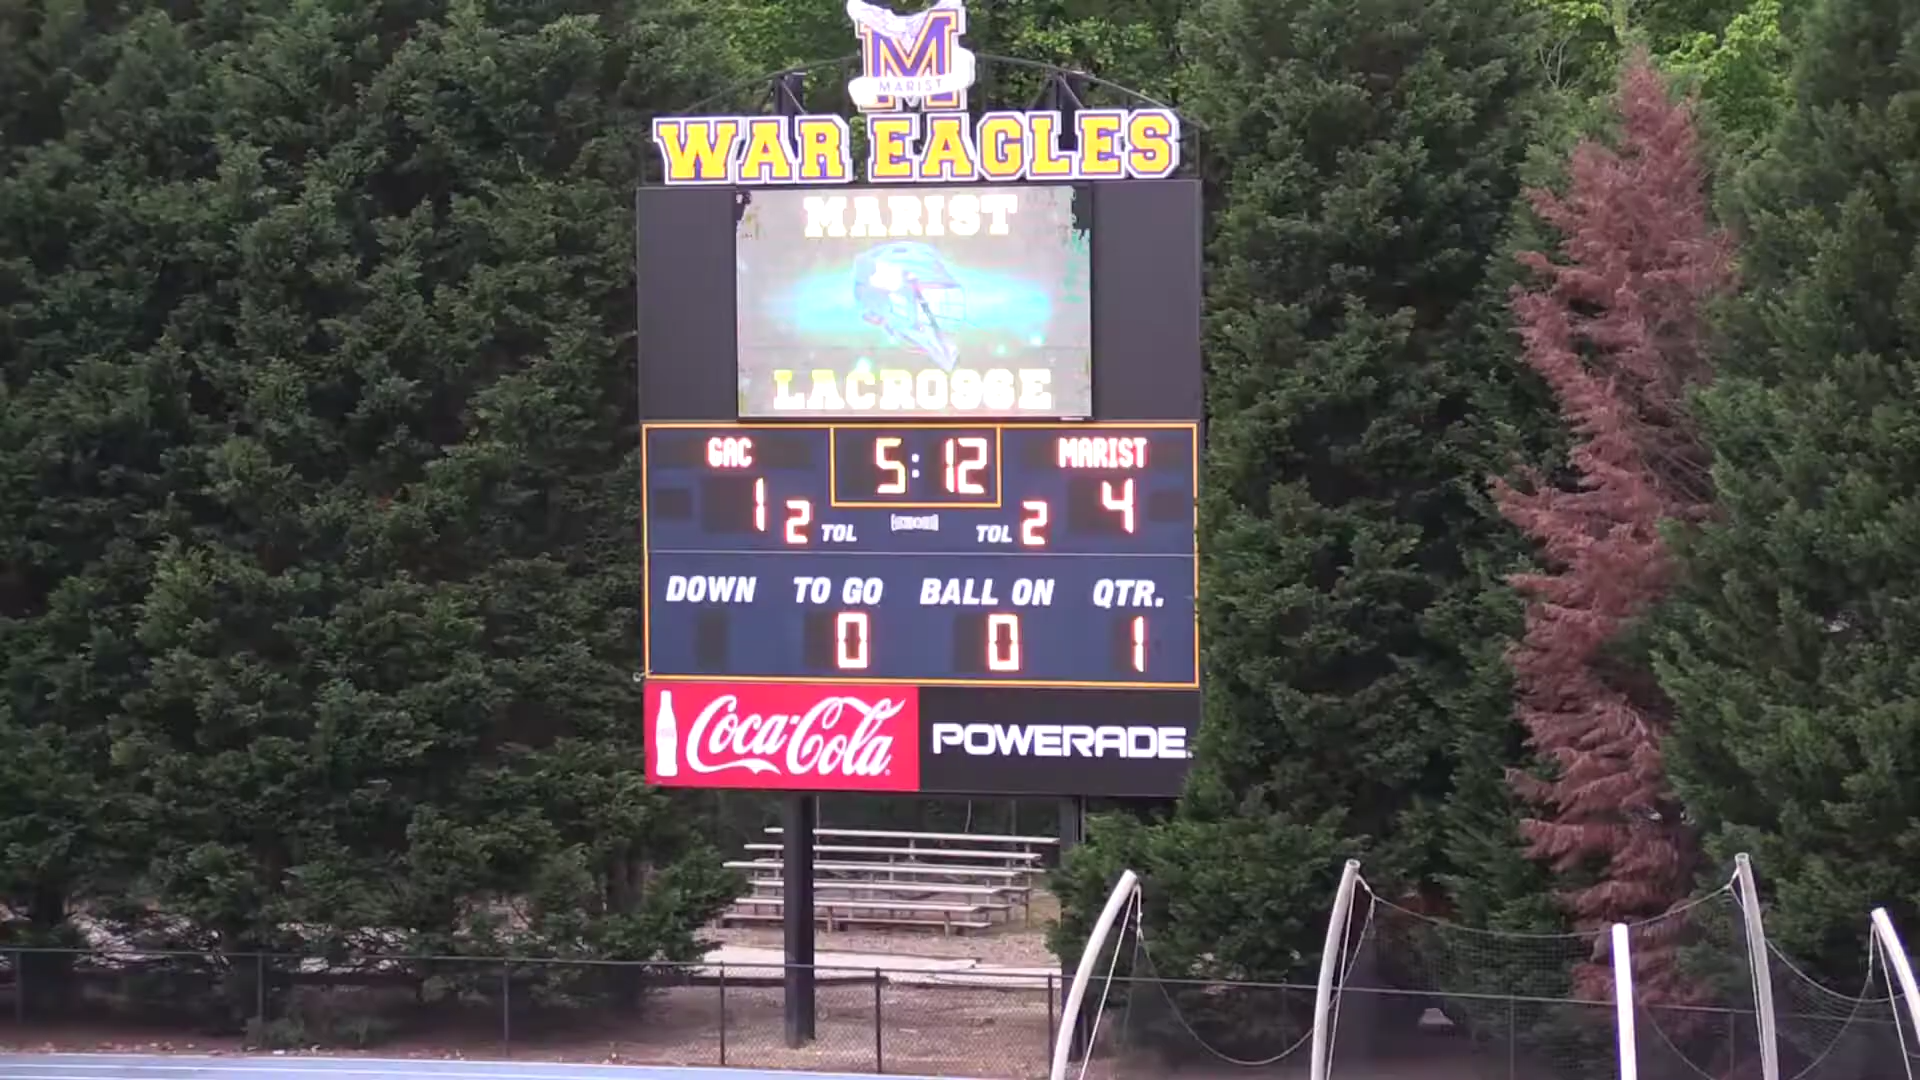 M
MARIST
WAR EAGLES
MARIST
LACROSSE
GAC 5:12 MARIST
1 2 TOL TOL 2 4
DOWN TO GO BALL ON QTR.
0 0 1
Coca-Cola POWERADE